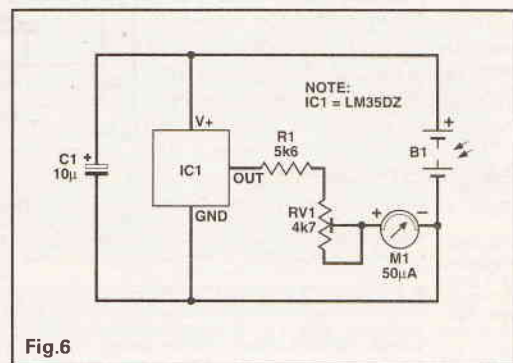 NOTE:
IC1 = LM35DZ
V+
R1
5k6
+
B1
C1 +
10µ
IC1
OUT
RV1
4k7
+
−
GND
M1
50µA
Fig.6